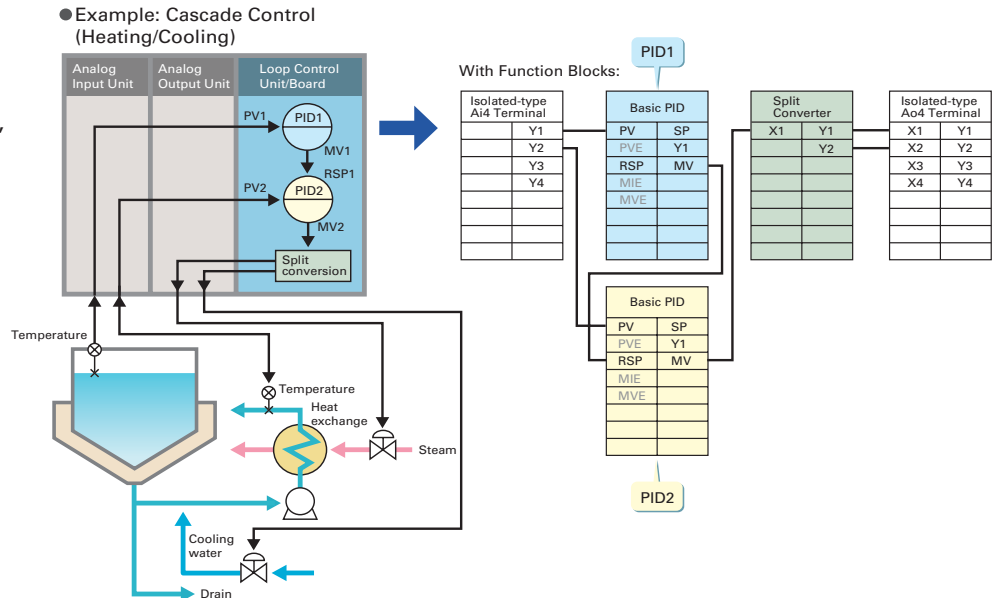 ●Example: Cascade Control
(Heating/Cooling)
,
Analog
Input Unit
Analog
Output Unit
Loop Control
Unit/Board
PV1
PID1
MV1
RSP1
PV2
PID2
MV2
Split
conversion
Temperature
Temperature
Heat
exchange
Steam
Cooling
water
Drain
With Function Blocks:
PID1
Isolated-type
Ai4 Terminal
Y1
Y2
Y3
Y4
Basic PID
PV SP
PVE Y1
RSP MV
MIE
MVE
Split
Converter
X1 Y1
Y2
Isolated-type
Ao4 Terminal
X1 Y1
X2 Y2
X3 Y3
X4 Y4
Basic PID
PV SP
PVE Y1
RSP MV
MIE
MVE
PID2